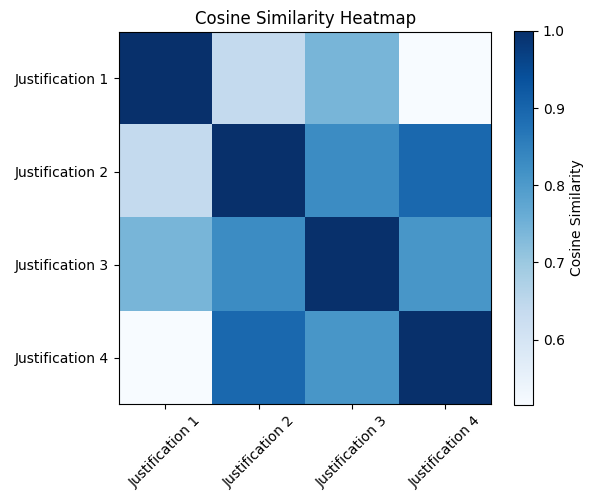 Cosine Similarity Heatmap
Justification 1
Justification 2
Justification 3
Justification 4
Justification 1
Justification 2
Justification 3
Justification 4
1.0
0.9
0.8
0.7
0.6
Cosine Similarity